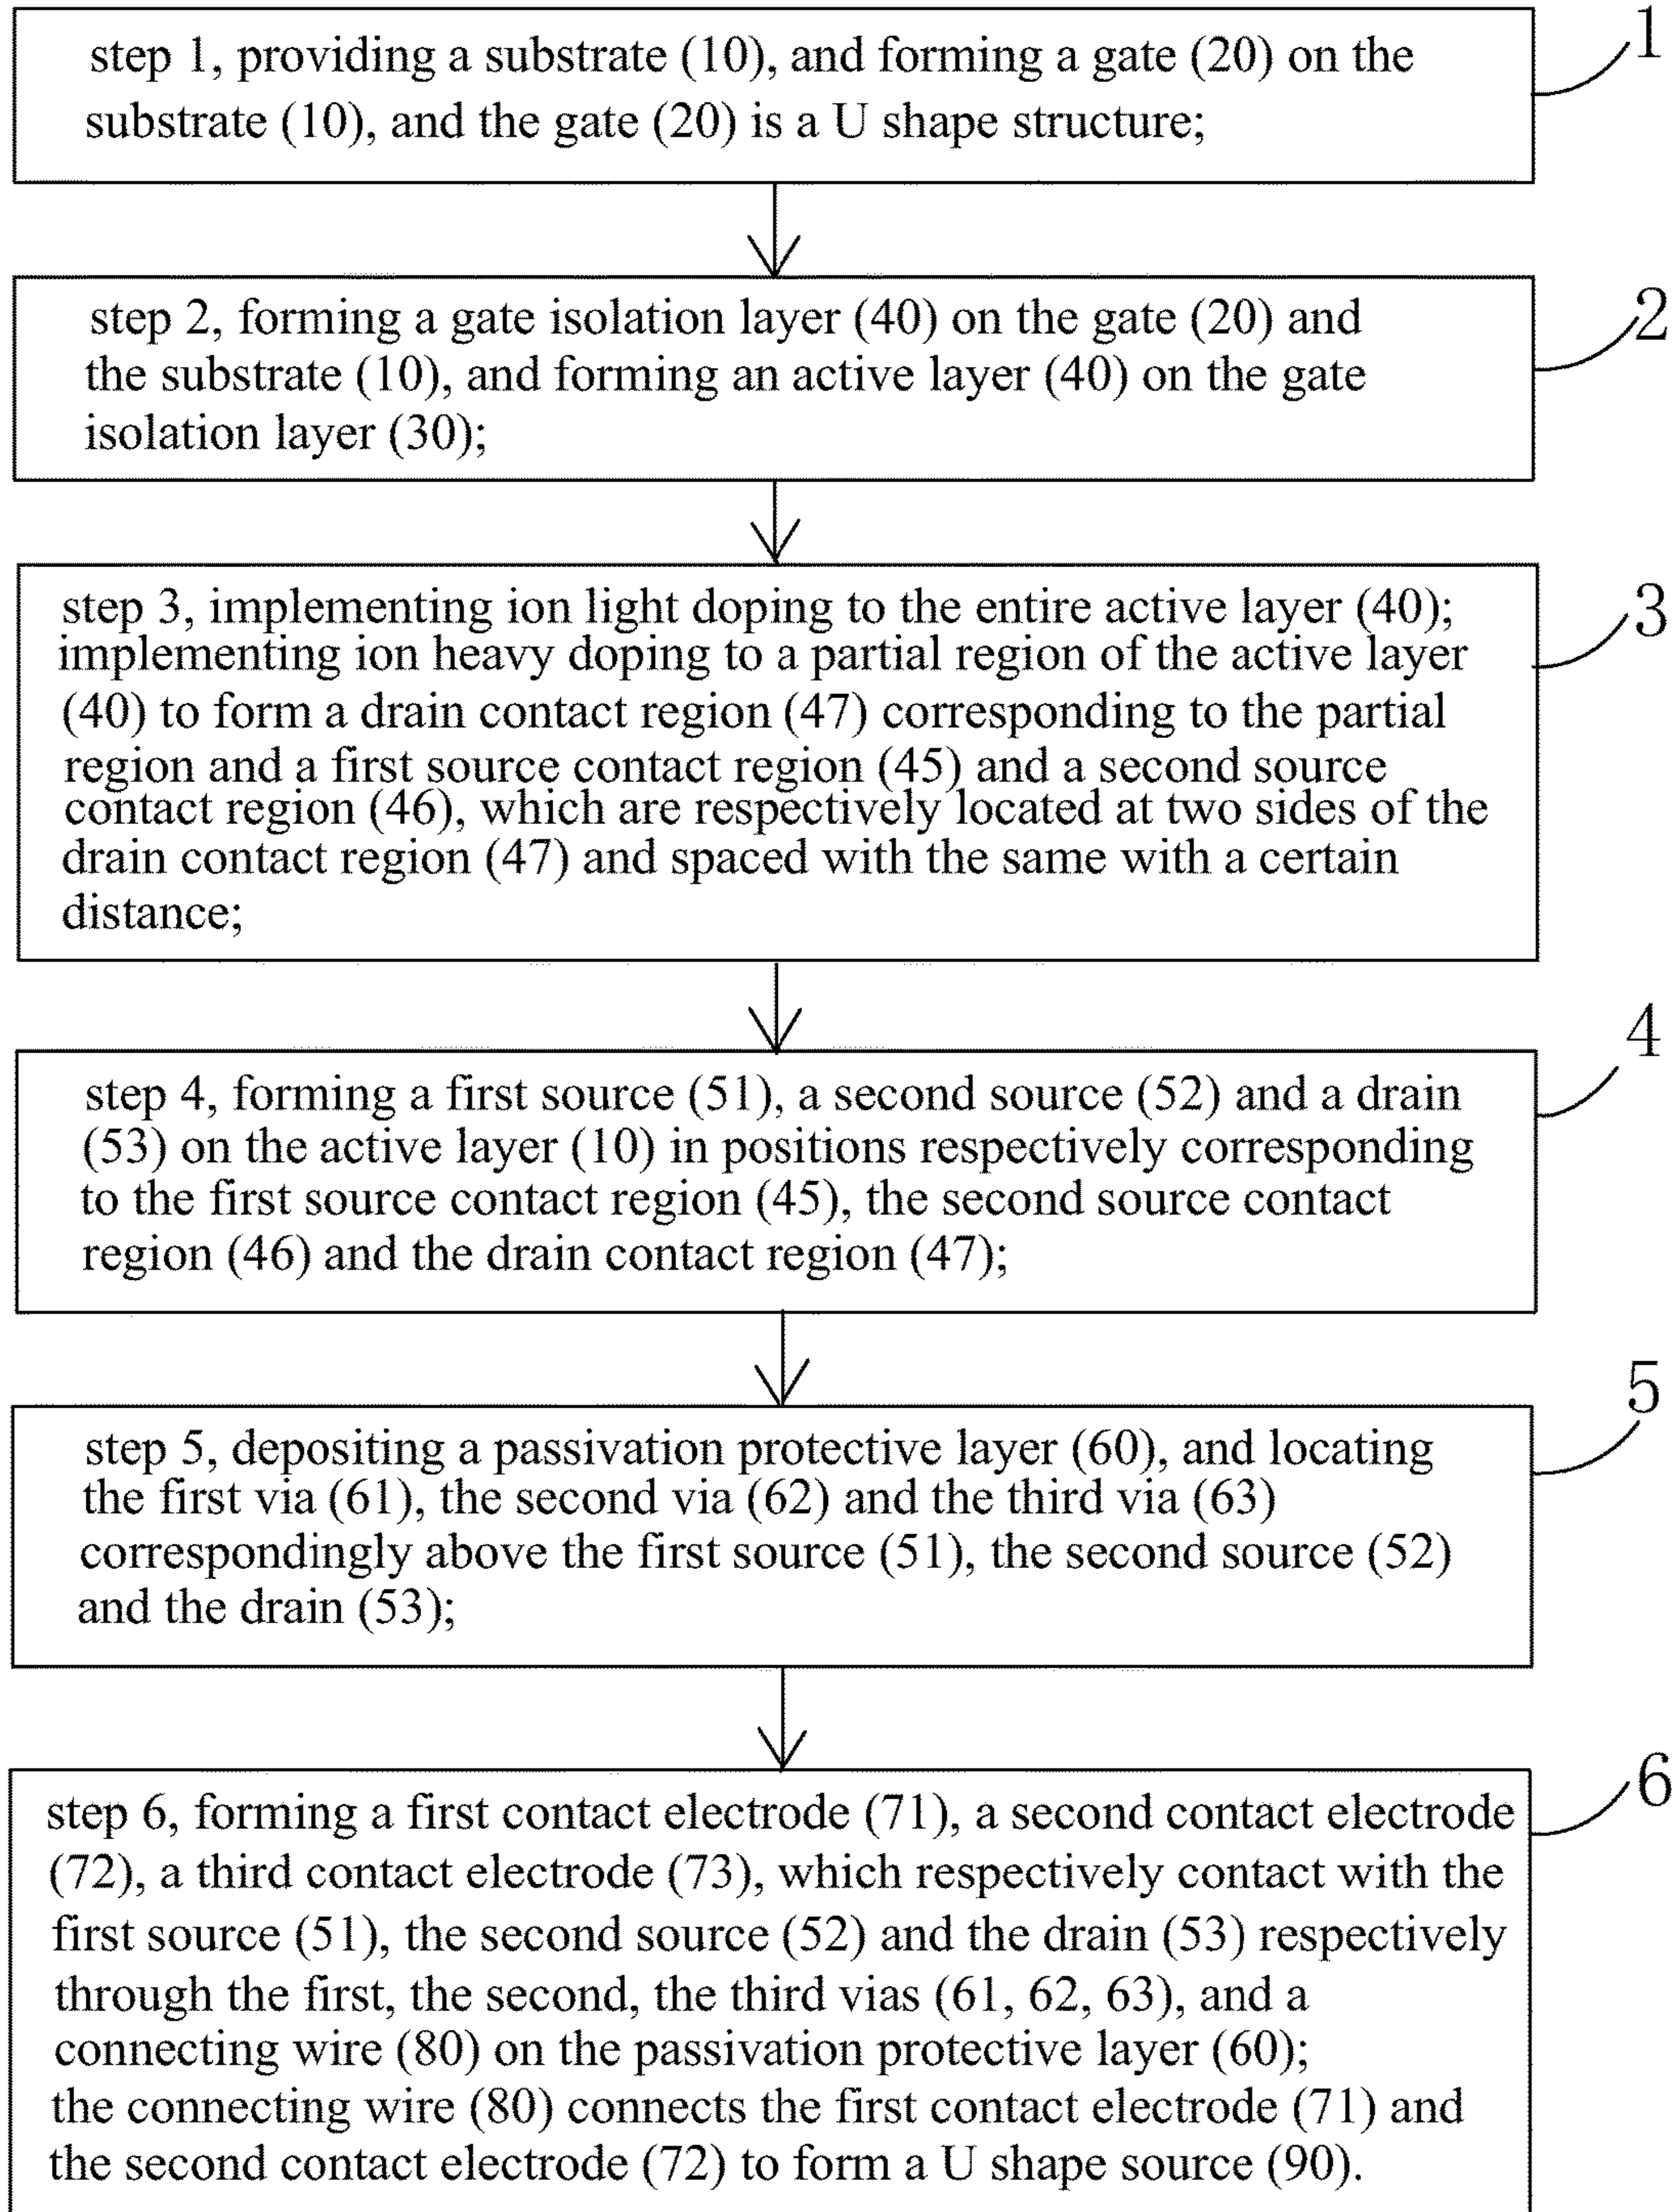 step 1, providing a substrate (10), and forming a gate (20) on the
substrate (10), and the gate (20) is a U shape structure;
1
step 2, forming a gate isolation layer (40) on the gate (20) and
the substrate (10), and forming an active layer (40) on the gate
isolation layer (30);
2
step 3, implementing ion light doping to the entire active layer (40);
implementing ion heavy doping to a partial region of the active layer
(40) to form a drain contact region (47) corresponding to the partial
region and a first source contact region (45) and a second source
contact region (46), which are respectively located at two sides of the
drain contact region (47) and spaced with the same with a certain
distance;
3
step 4, forming a first source (51), a second source (52) and a drain
(53) on the active layer (10) in positions respectively corresponding
to the first source contact region (45), the second source contact
region (46) and the drain contact region (47);
4
step 5, depositing a passivation protective layer (60), and locating
the first via (61), the second via (62) and the third via (63)
correspondingly above the first source (51), the second source (52)
and the drain (53);
5
step 6, forming a first contact electrode (71), a second contact electrode
(72), a third contact electrode (73), which respectively contact with the
first source (51), the second source (52) and the drain (53) respectively
through the first, the second, the third vias (61, 62, 63), and a
connecting wire (80) on the passivation protective layer (60);
the connecting wire (80) connects the first contact electrode (71) and
the second contact electrode (72) to form a U shape source (90).
6